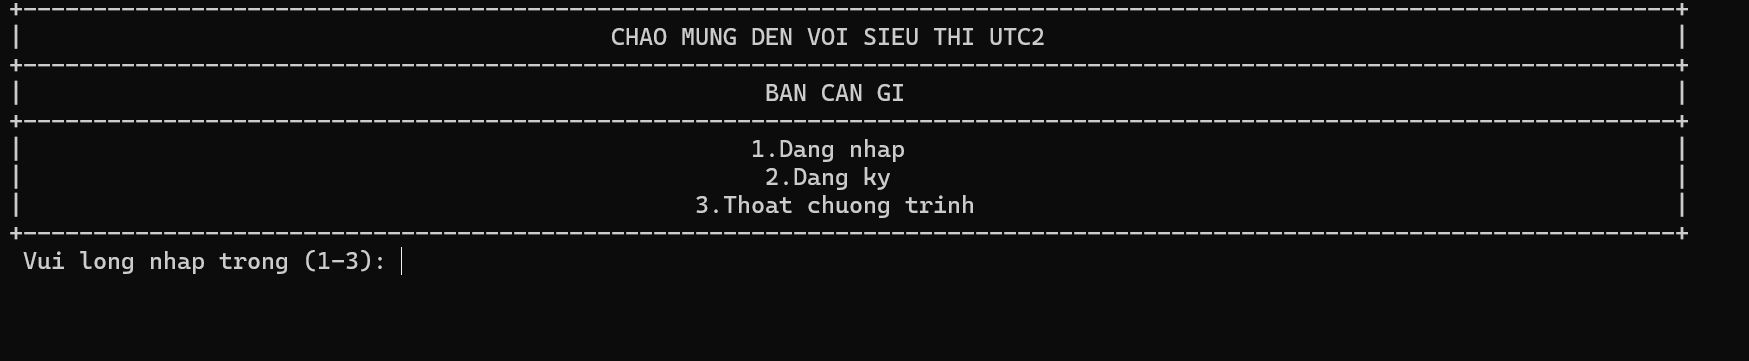 CHAO MUNG DEN VOI SIEU THI UTC2
BAN CAN GI
1.Dang nhap
2.Dang ky
3.Thoat chuong trinh
Vui long nhap trong (1-3):